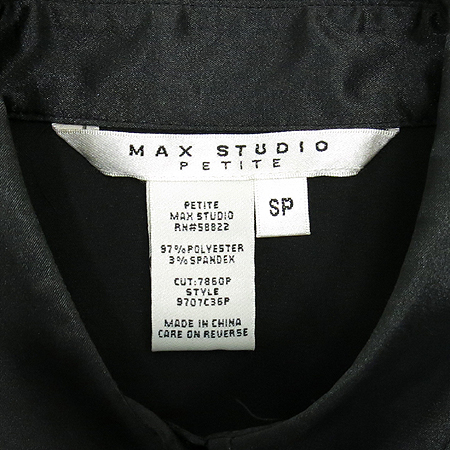 MAX STUDIO
PETITE
SP
PETITE
MAX STUDIO
RN#58822
97%POLYESTER
3%SPANDEX
CUT:7860P
STYLE
9707C36P
MADE IN CHINA
CARE ON REVERSE